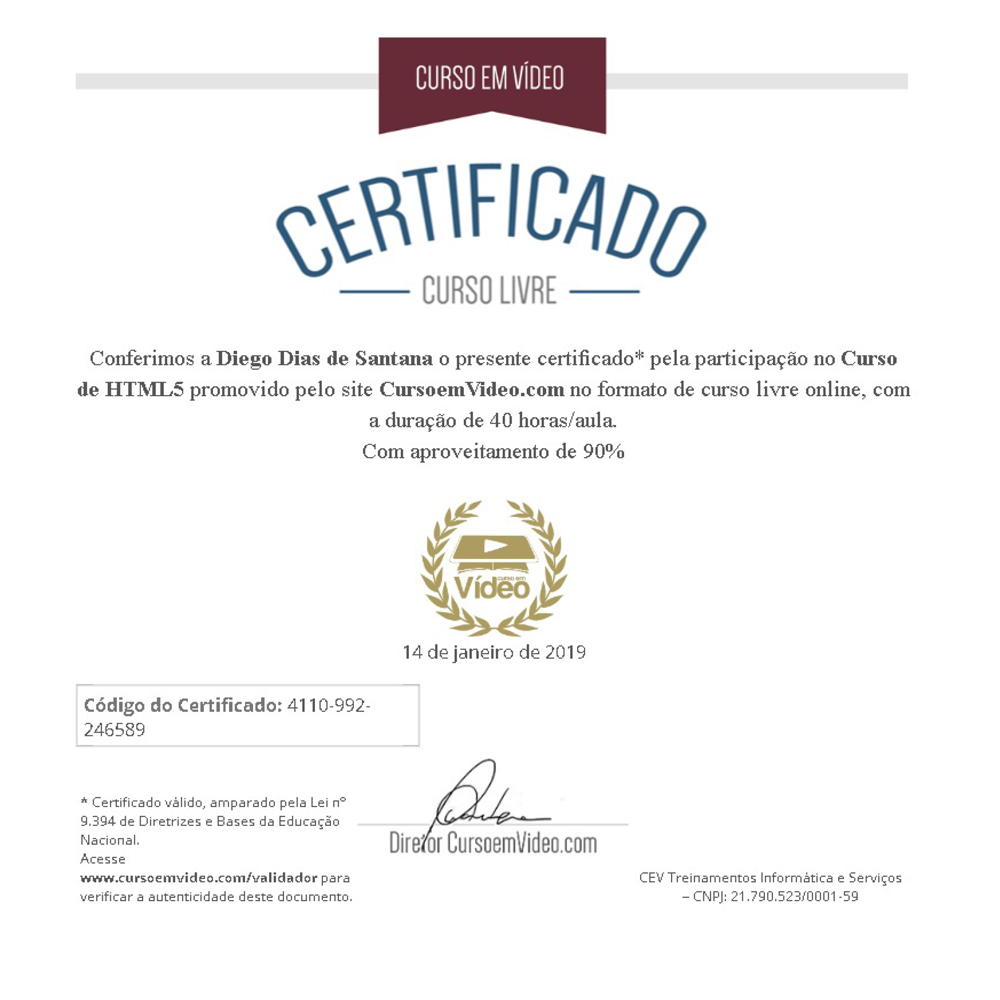 CURSO EM VÍDEO
CERTIFICADO
CURSO LIVRE
Conferimos a Diego Dias de Santana o presente certificado* pela participação no Curso
de HTML5 promovido pelo site CursoemVideo.com no formato de curso livre online, com
a duração de 40 horas/aula.
Com aproveitamento de 90%
curso em
Vídeo
14 de janeiro de 2019
Código do Certificado: 4110-992-
246589
* Certificado válido, amparado pela Lei nº
9.394 de Diretrizes e Bases da Educação
Nacional.
Acesse
www.cursoemvideo.com/validador para
verificar a autenticidade deste documento.
Diretor CursoemVideo.com
CEV Treinamentos Informática e Serviços
– CNPJ: 21.790.523/0001-59